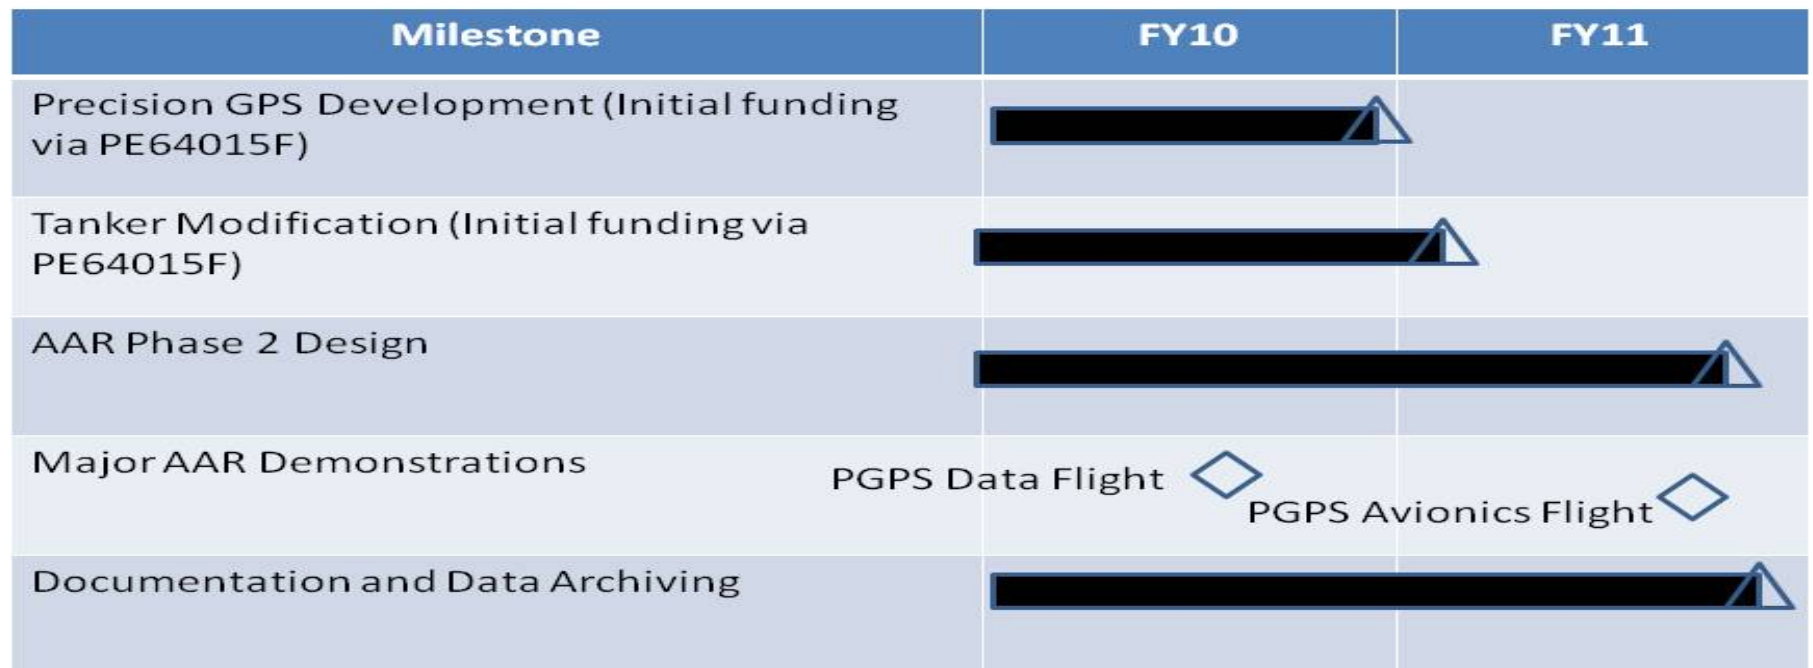 Milestone FY10 FY11
Precision GPS Development (Initial funding
via PE64015F)
Tanker Modification (Initial funding via
PE64015F)
AAR Phase 2 Design
Major AAR Demonstrations
PGPS Data Flight
PGPS Avionics Flight
Documentation and Data Archiving